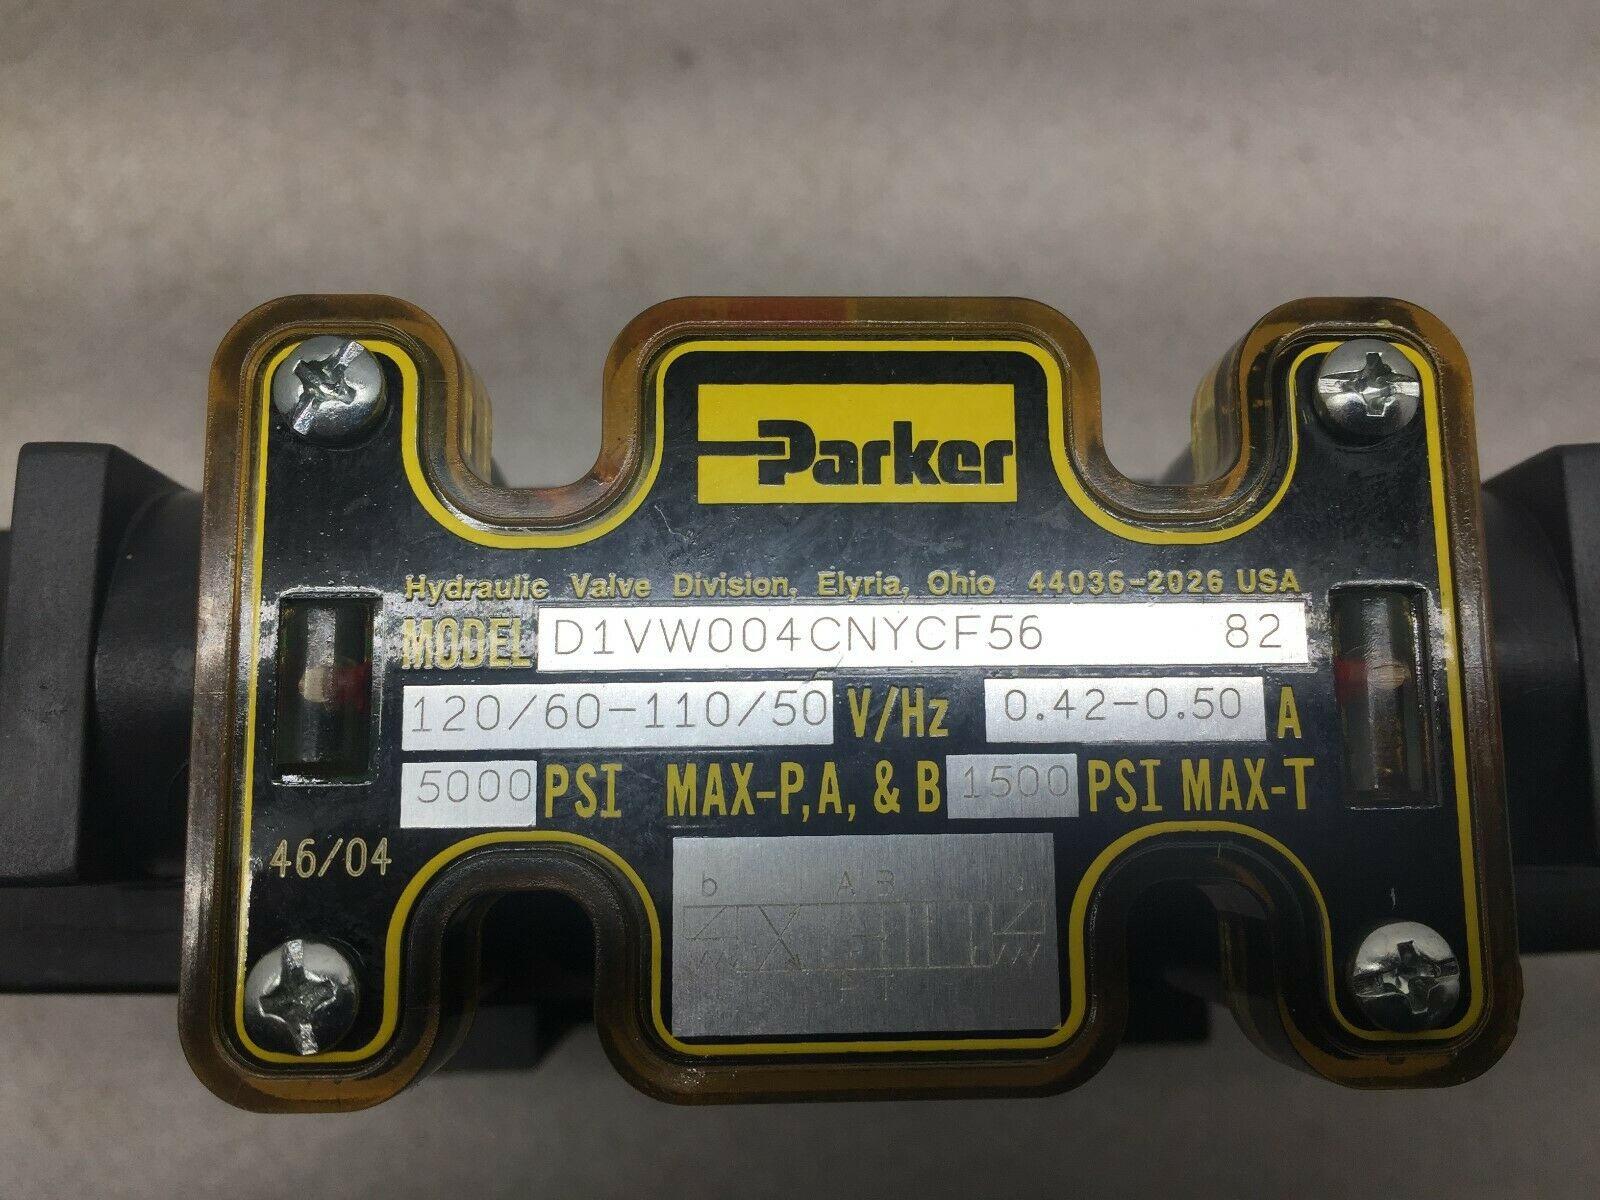 Parker
Hydraulic Valve Division, Elyria, Ohio 44036-2026 USA
MODEL D1VW004CNYCF56 82
120/60-110/50 V/Hz 0.42-0.50 A
5000 PSI MAX-P,A, & B 1500 PSI MAX-T
46/04
b A B
P T